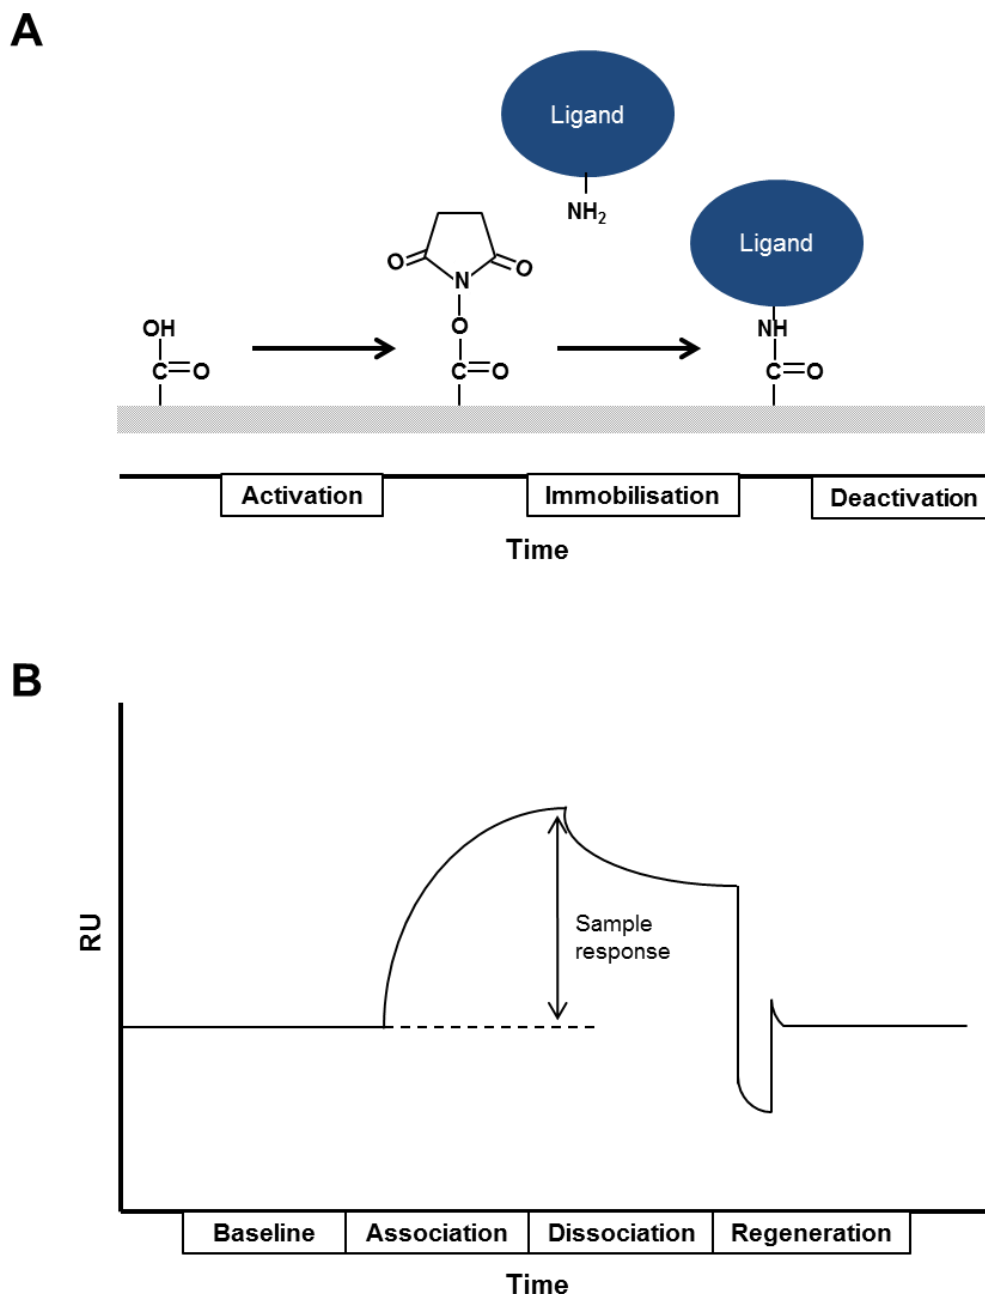 A
Ligand
NH₂
Ligand
O
O
N
OH
O
NH
C=O
C=O
C=O
Activation
Immobilisation
Deactivation
Time
B
RU
Sample
response
Baseline
Association
Dissociation
Regeneration
Time